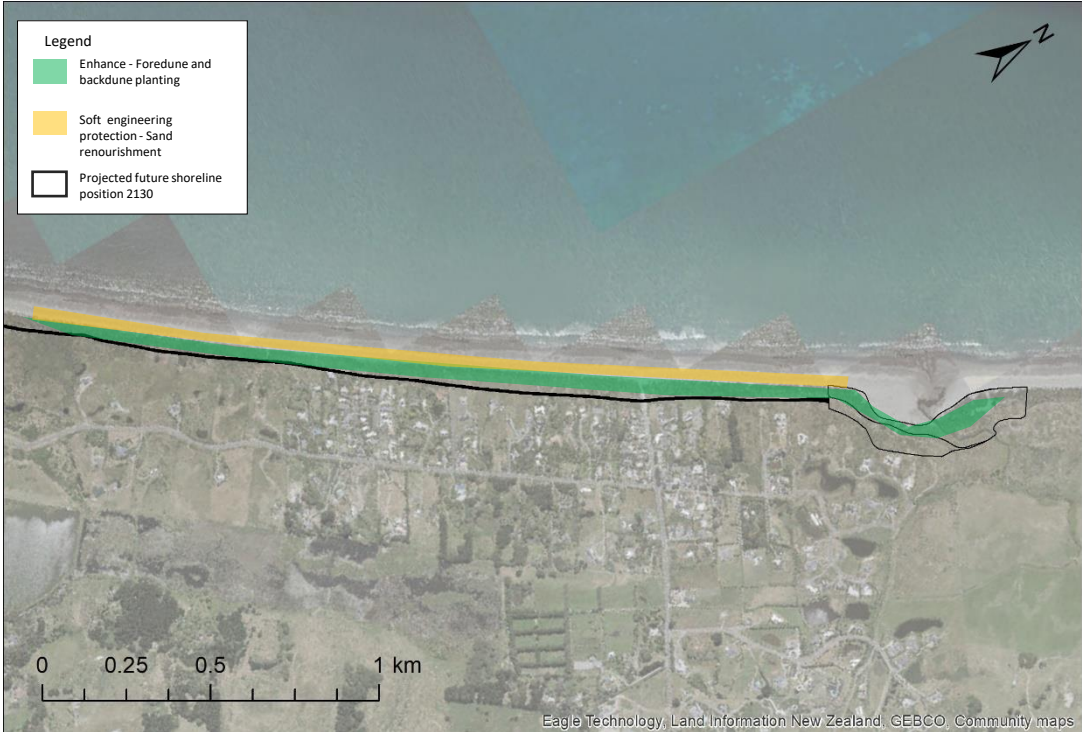 Legend
Enhance - Foredune and
backdune planting
Soft engineering
protection - Sand
renourishment
Projected future shoreline
position 2130
N
0 0.25 0.5 1 km
Eagle Technology, Land Information New Zealand, GEBCO, Community maps